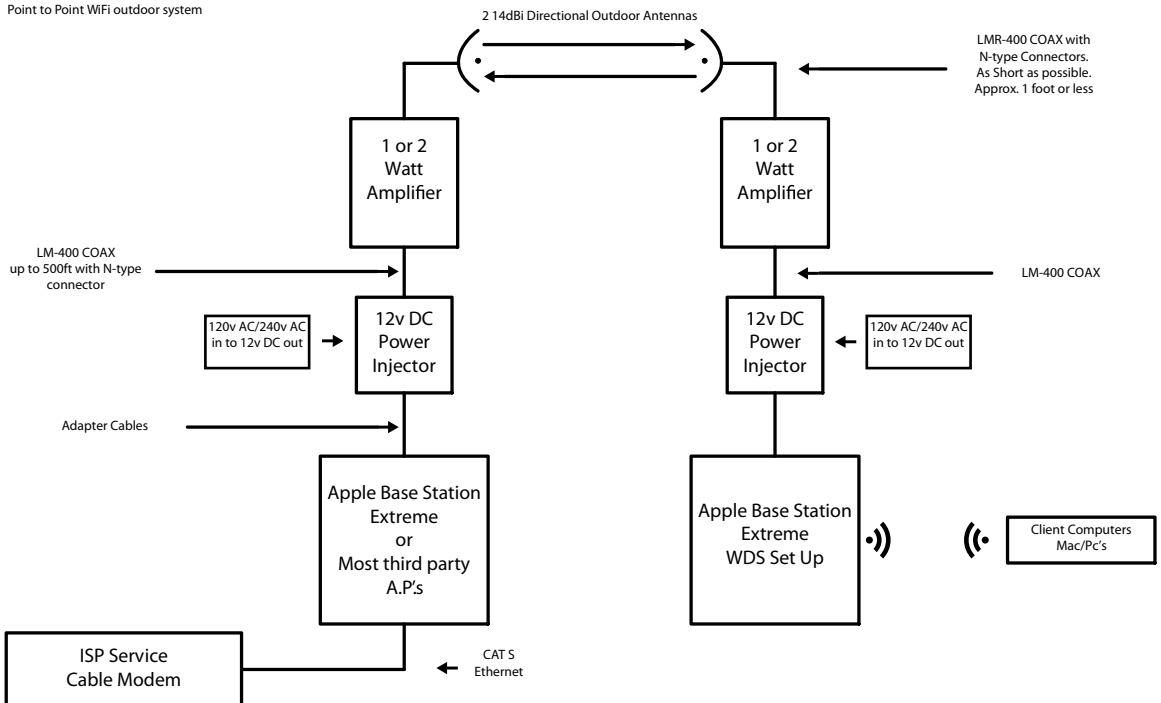 Point to Point WiFi outdoor system
2 14dBi Directional Outdoor Antennas
LMR-400 COAX with
N-type Connectors.
As Short as possible.
Approx. 1 foot or less
1 or 2
Watt
Amplifier
1 or 2
Watt
Amplifier
LM-400 COAX
up to 500ft with N-type
connector
LM-400 COAX
120v AC/240v AC
in to 12v DC out
12v DC
Power
Injector
12v DC
Power
Injector
120v AC/240v AC
in to 12v DC out
Adapter Cables
Apple Base Station
Extreme
or
Most third party
A.P.'s
Apple Base Station
Extreme
WDS Set Up
Client Computers
Mac/Pc's
ISP Service
Cable Modem
CAT S
Ethernet